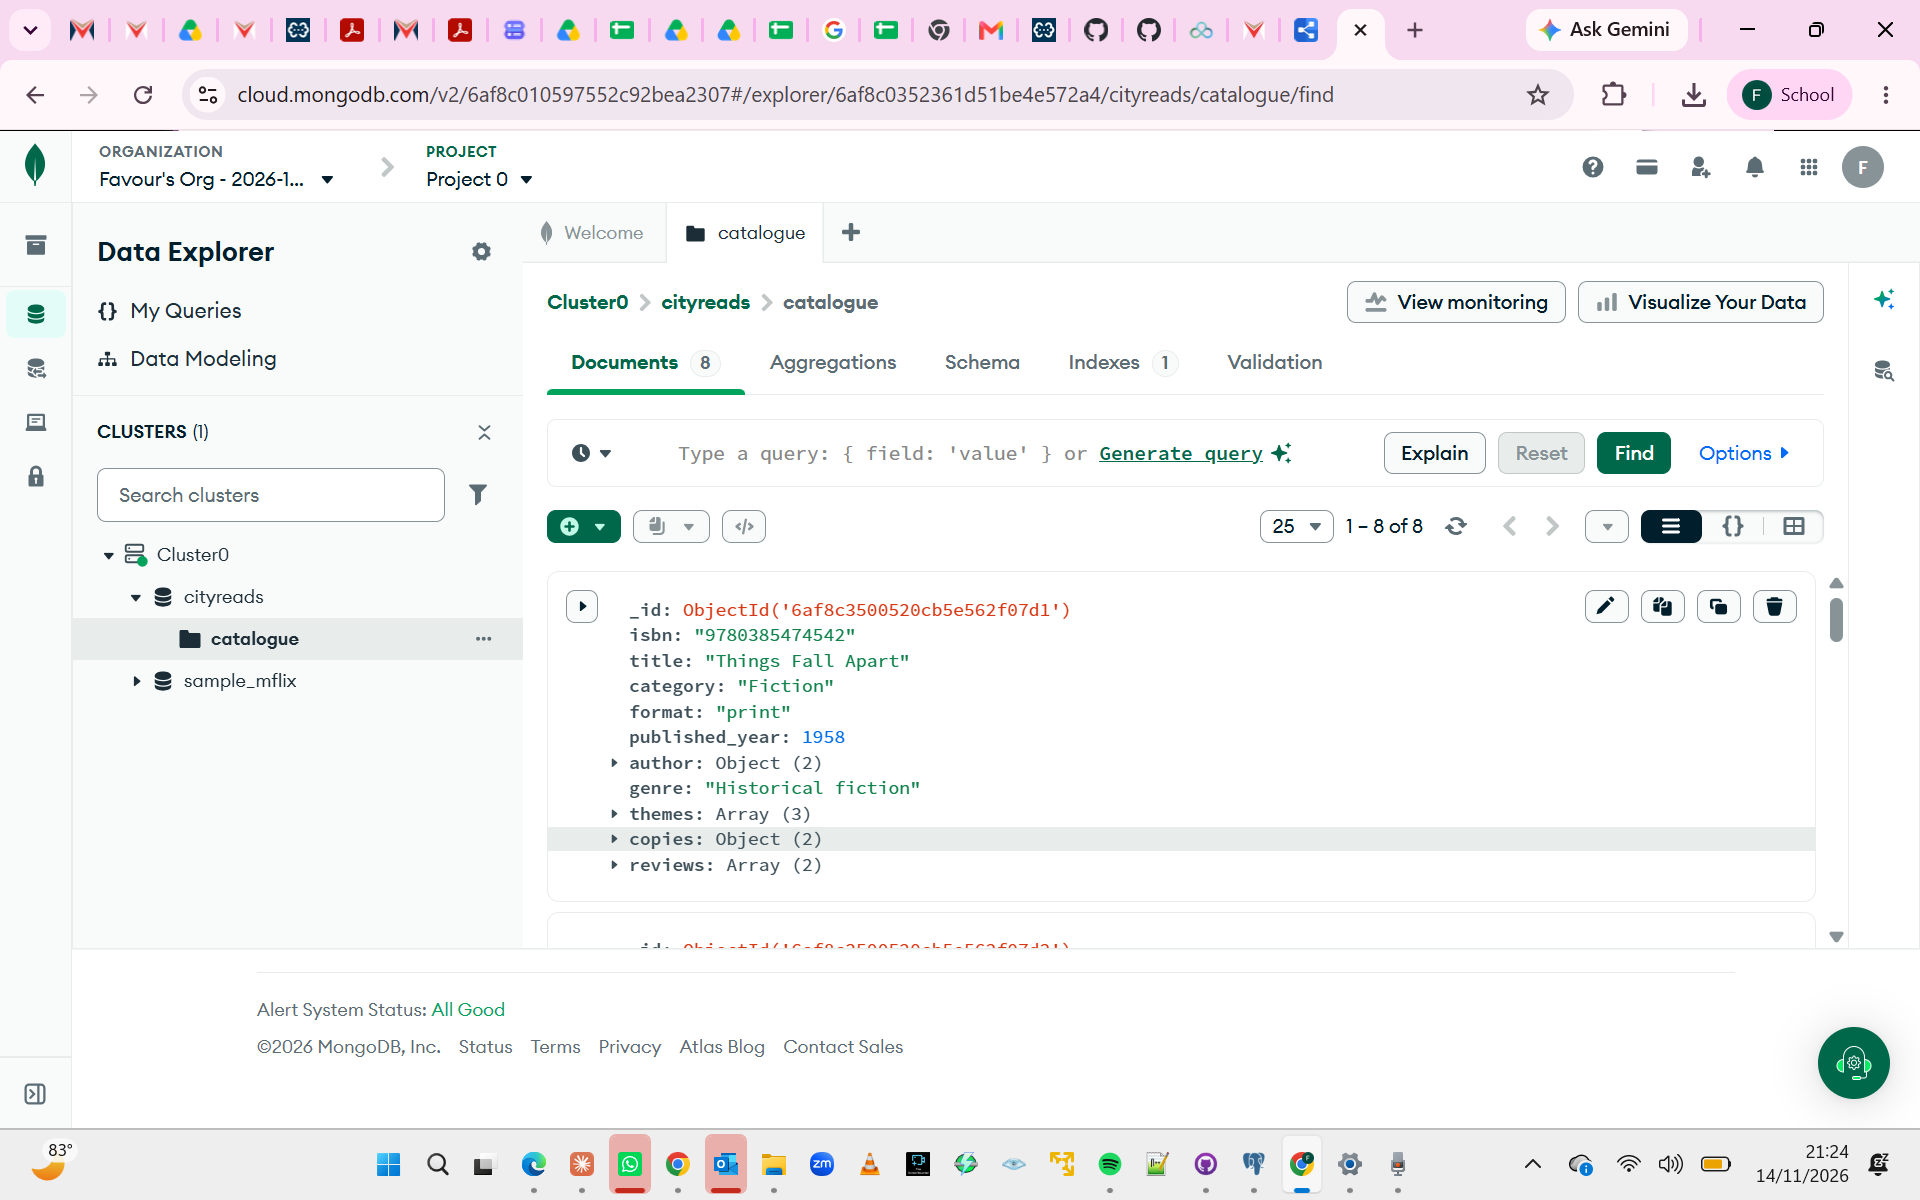 Ask Gemini
cloud.mongodb.com/v2/6af8c010597552c92bea2307#/explorer/6af8c0352361d51be4e572a4/cityreads/catalogue/find
F School
ORGANIZATION
Favour's Org - 2026-1...
PROJECT
Project 0
F
Data Explorer
My Queries
Data Modeling
CLUSTERS (1)
Search clusters
Cluster0
cityreads
catalogue
sample_mflix
Welcome
catalogue
Cluster0 > cityreads > catalogue
View monitoring
Visualize Your Data
Documents 8
Aggregations
Schema
Indexes 1
Validation
Type a query: { field: 'value' } or Generate query
Explain
Reset
Find
Options
25
1 – 8 of 8
_id: ObjectId('6af8c3500520cb5e562f07d1')
isbn: "9780385474542"
title: "Things Fall Apart"
category: "Fiction"
format: "print"
published_year: 1958
author: Object (2)
genre: "Historical fiction"
themes: Array (3)
copies: Object (2)
reviews: Array (2)
Alert System Status: All Good
©2026 MongoDB, Inc. Status Terms Privacy Atlas Blog Contact Sales
83°
zm
21:24
14/11/2026